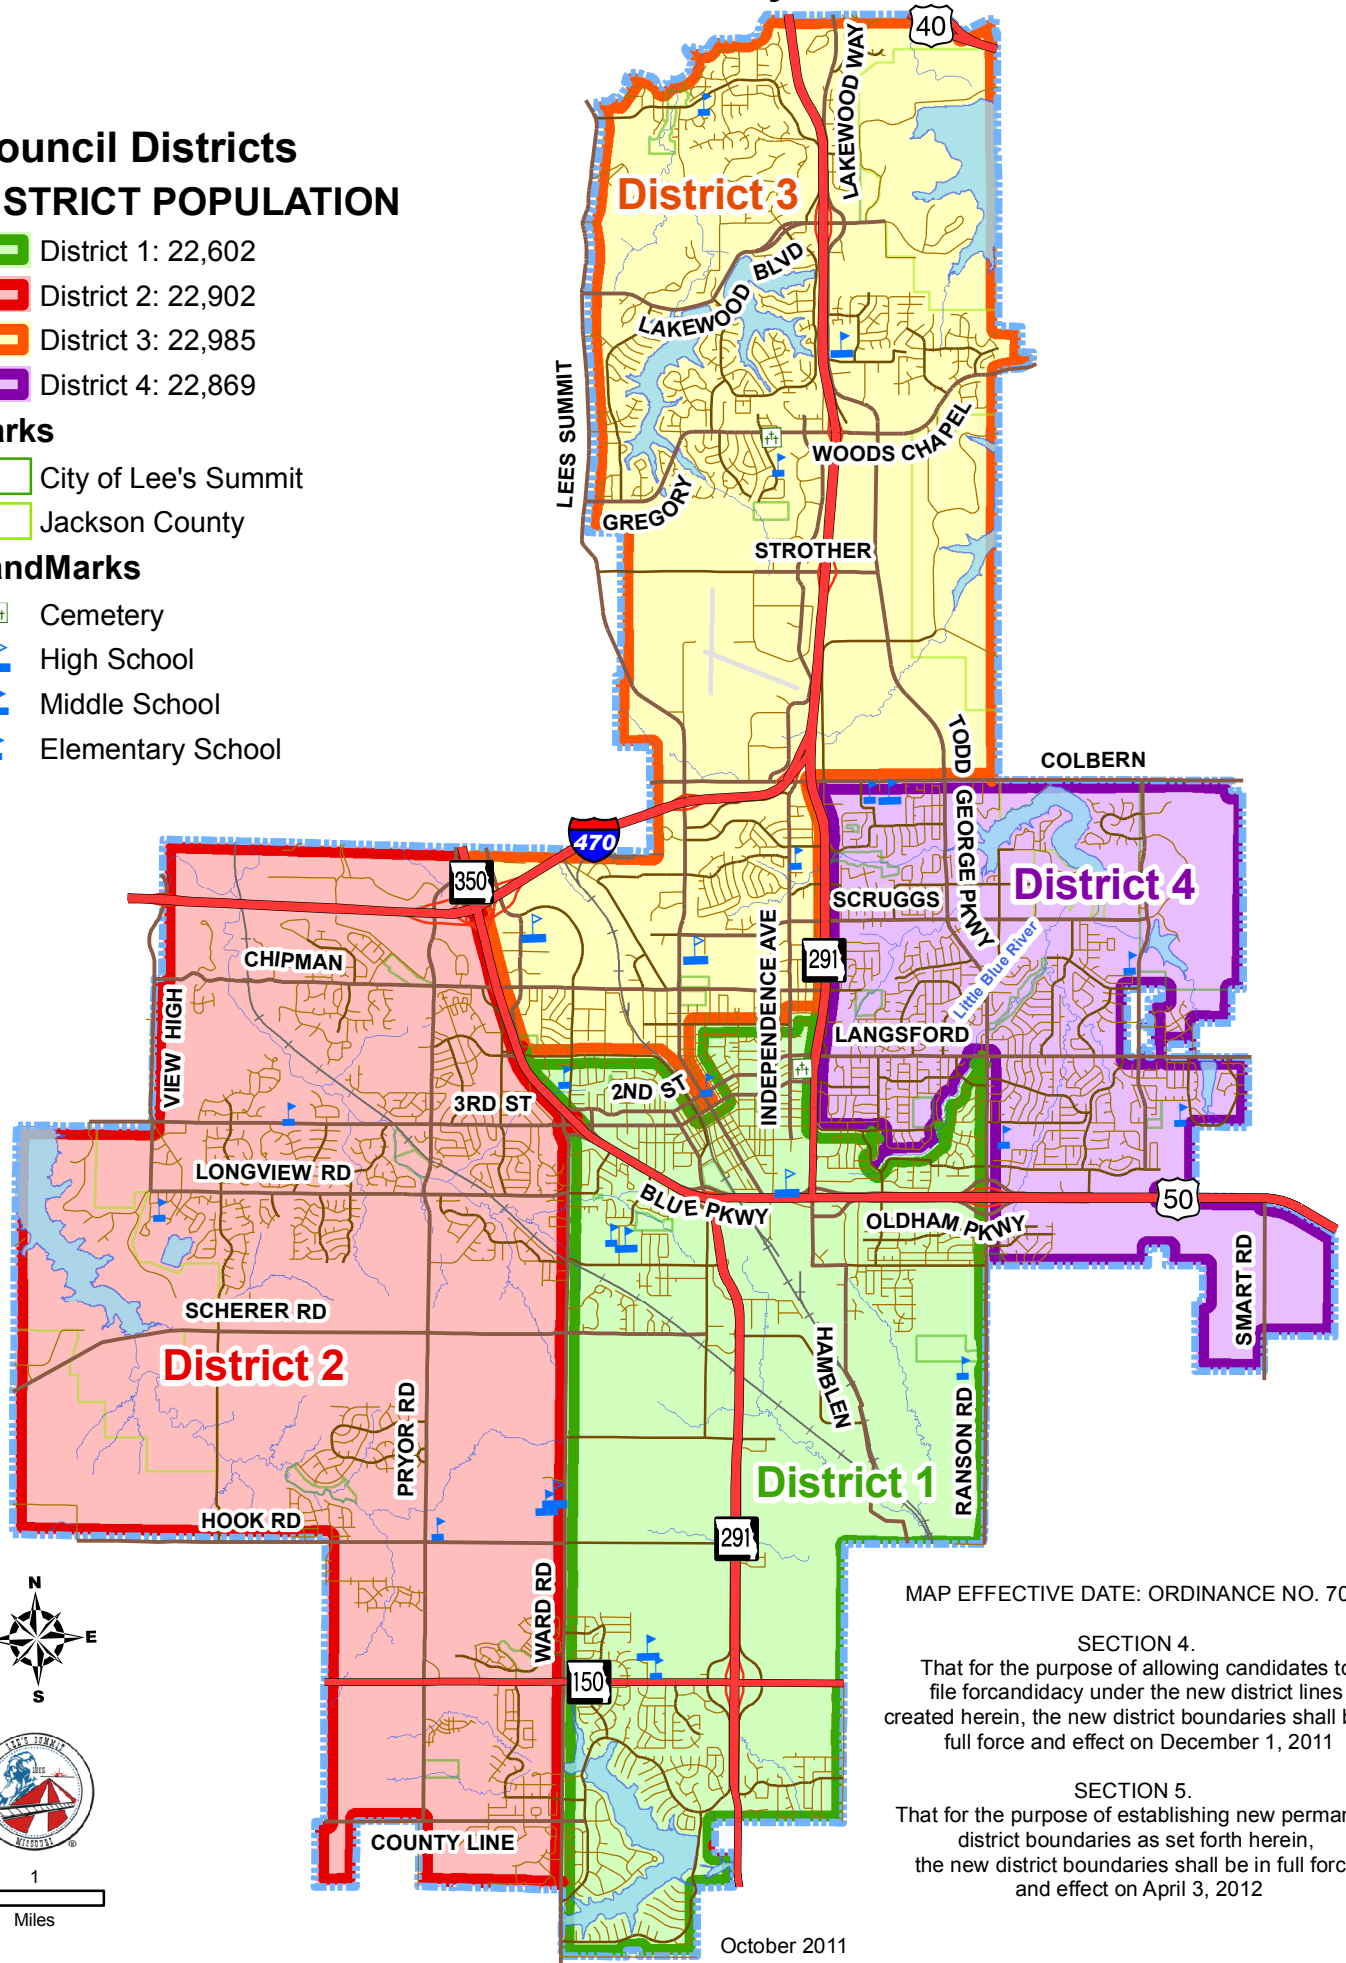 ouncil Districts
STRICT POPULATION
District 1: 22,602
District 2: 22,902
District 3: 22,985
District 4: 22,869
arks
City of Lee's Summit
Jackson County
andMarks
Cemetery
High School
Middle School
Elementary School
40
LAKEWOOD WAY
District 3
LAKEWOOD BLVD
LEES SUMMIT
WOODS CHAPEL
GREGORY
STROTHER
TODD GEORGE PKWY
COLBERN
470
350
District 4
SCRUGGS
CHIPMAN
INDEPENDENCE AVE
291
Little Blue River
VIEW HIGH
LANGSFORD
2ND ST
3RD ST
LONGVIEW RD
BLUE PKWY
50
OLDHAM PKWY
SMART RD
SCHERER RD
District 2
HAMBLEN
PRYOR RD
RANSON RD
District 1
HOOK RD
291
WARD RD
150
COUNTY LINE
N
E
S
LEE'S SUMMIT
1865
MISSOURI
®
1
Miles
MAP EFFECTIVE DATE: ORDINANCE NO. 70
SECTION 4.
That for the purpose of allowing candidates to
file forcandidacy under the new district lines
created herein, the new district boundaries shall b
full force and effect on December 1, 2011
SECTION 5.
That for the purpose of establishing new perma
district boundaries as set forth herein,
the new district boundaries shall be in full forc
and effect on April 3, 2012
October 2011